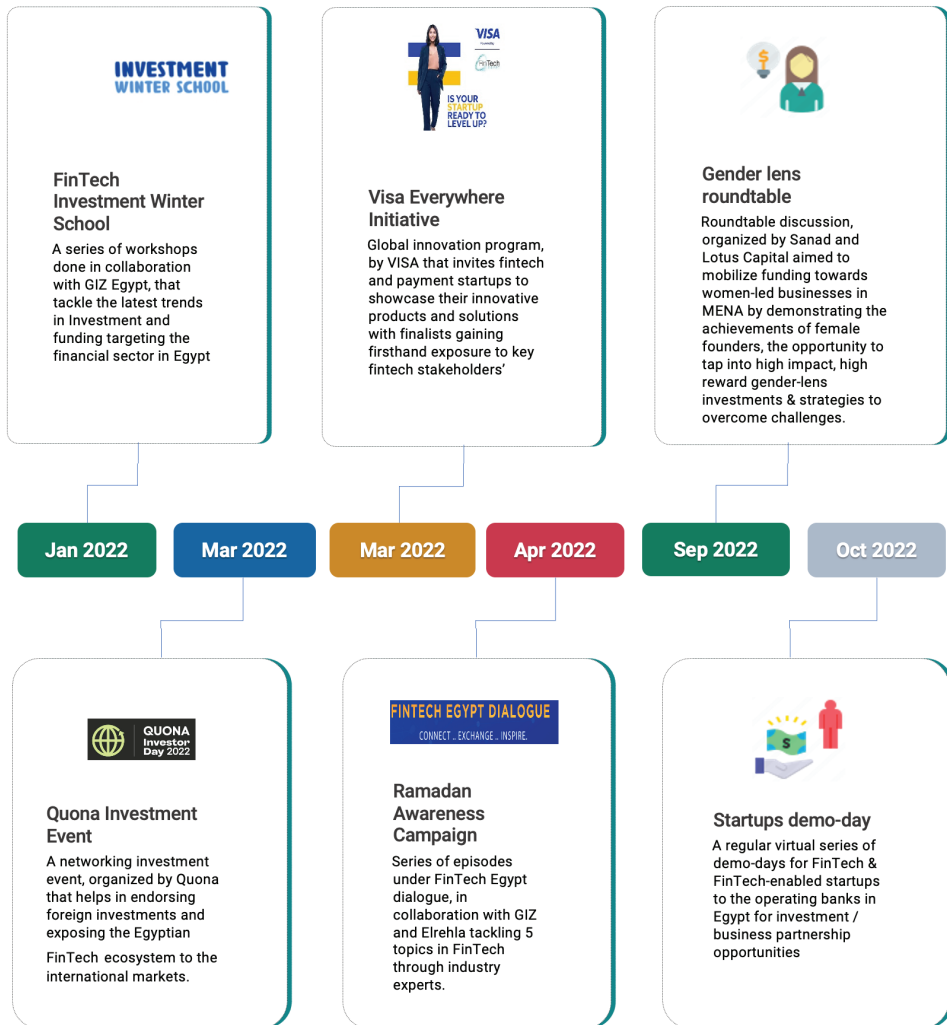 INVESTMENT
WINTER SCHOOL
FinTech
Investment Winter
School
A series of workshops
done in collaboration
with GIZ Egypt, that
tackle the latest trends
in Investment and
funding targeting the
financial sector in Egypt
VISA
FinTech
IS YOUR
STARTUP
READY TO
LEVEL UP?
Visa Everywhere
Initiative
Global innovation program,
by VISA that invites fintech
and payment startups to
showcase their innovative
products and solutions
with finalists gaining
firsthand exposure to key
fintech stakeholders’
Gender lens
roundtable
Roundtable discussion,
organized by Sanad and
Lotus Capital aimed to
mobilize funding towards
women-led businesses in
MENA by demonstrating the
achievements of female
founders, the opportunity to
tap into high impact, high
reward gender-lens
investments & strategies to
overcome challenges.
Jan 2022
Mar 2022
Mar 2022
Apr 2022
Sep 2022
Oct 2022
QUONA
Investor
Day 2022
Quona Investment
Event
A networking investment
event, organized by Quona
that helps in endorsing
foreign investments and
exposing the Egyptian
FinTech ecosystem to the
international markets.
FINTECH EGYPT DIALOGUE
CONNECT .. EXCHANGE .. INSPIRE.
Ramadan
Awareness
Campaign
Series of episodes
under FinTech Egypt
dialogue, in
collaboration with GIZ
and Elrehla tackling 5
topics in FinTech
through industry
experts.
Startups demo-day
A regular virtual series of
demo-days for FinTech &
FinTech-enabled startups
to the operating banks in
Egypt for investment /
business partnership
opportunities